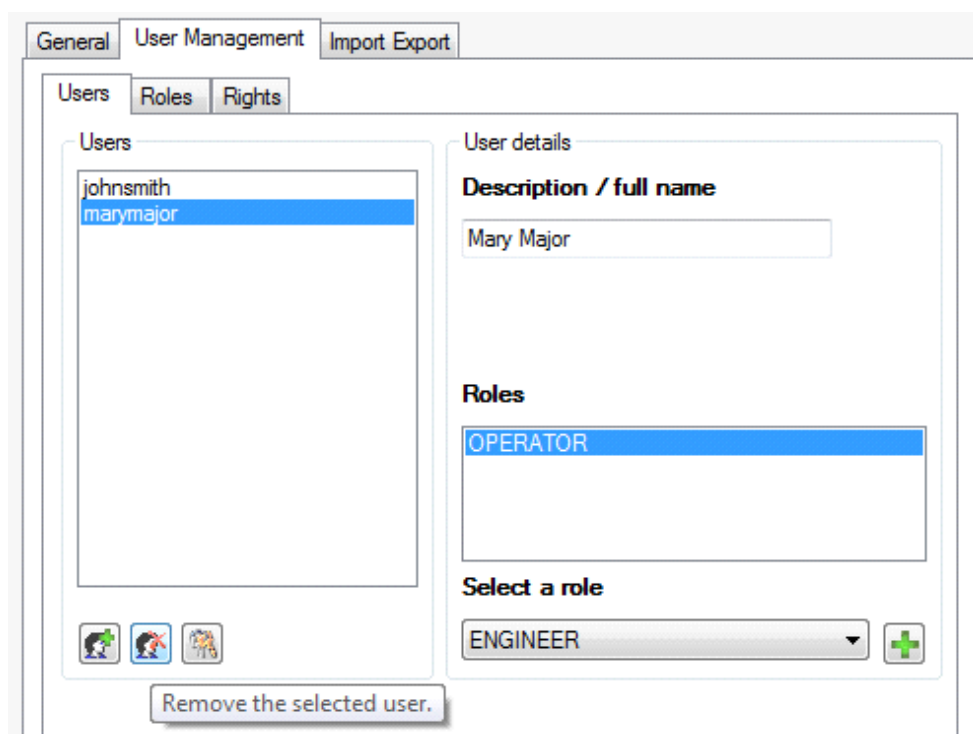 General User Management Import Export
Users Roles Rights
Users
johnsmith
marymajor
User details
Description / full name
Mary Major
Roles
OPERATOR
Select a role
ENGINEER
Remove the selected user.